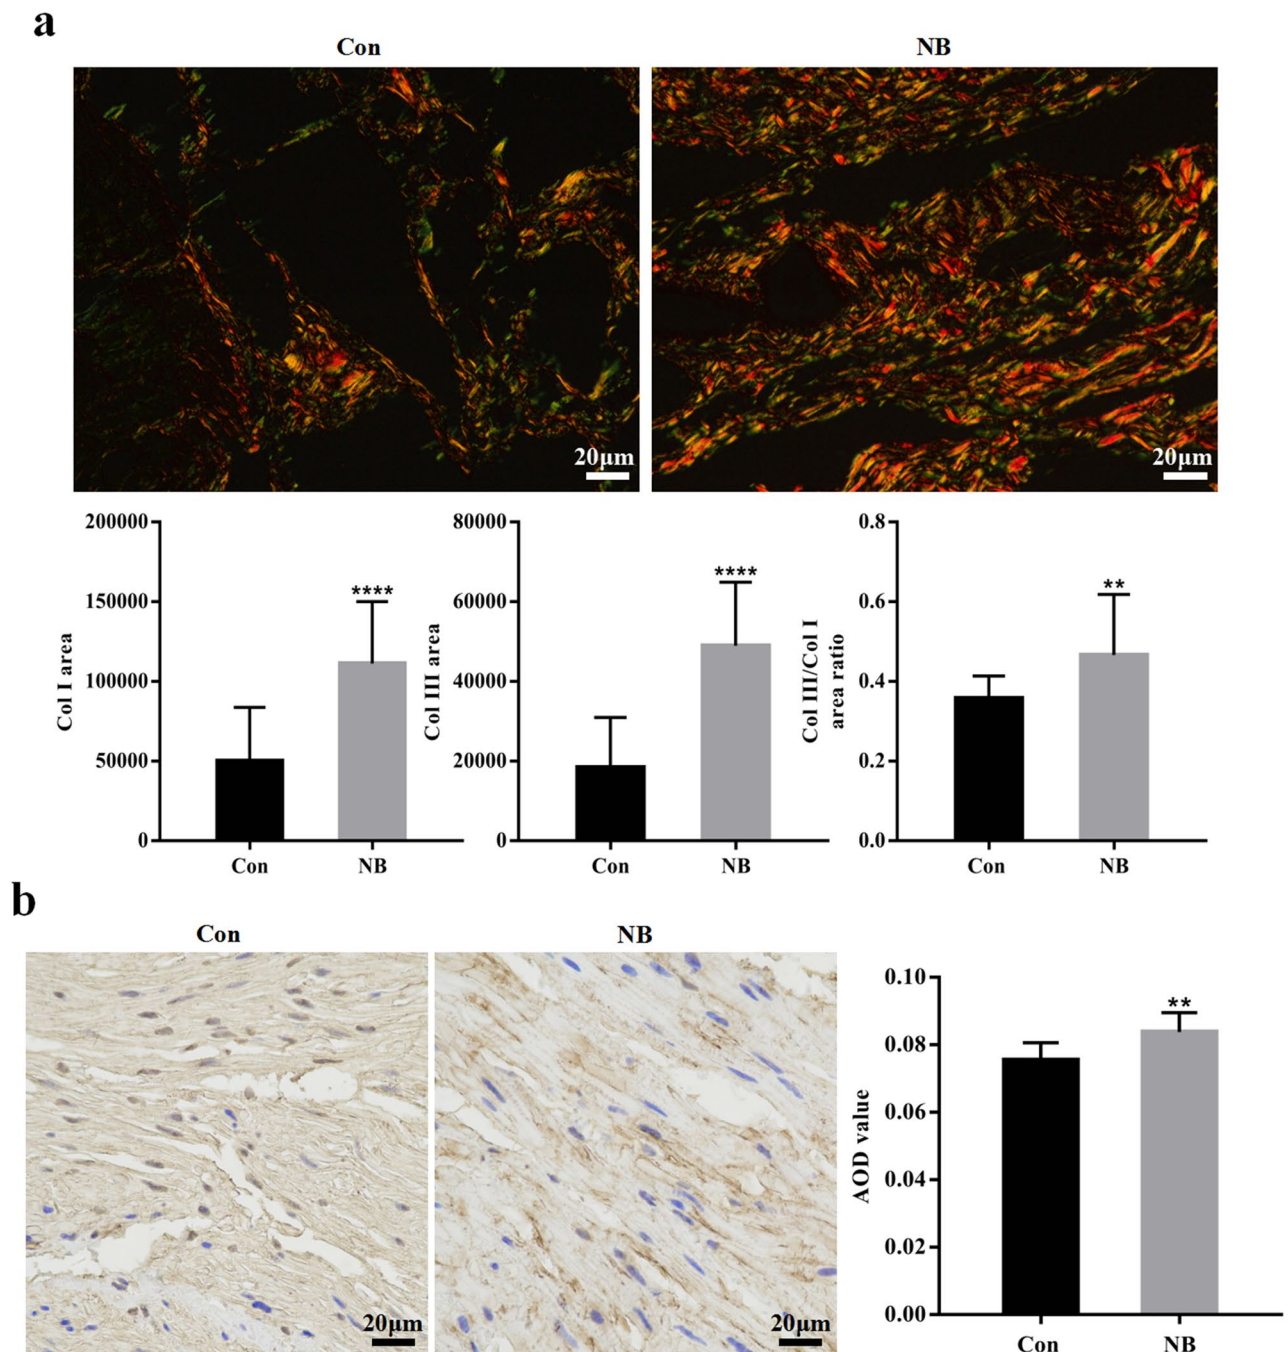 a
Con
NB
20μm
20μm
200000
150000
100000
50000
0
Col I area
****
Con
NB
80000
60000
40000
20000
0
Col III area
****
Con
NB
0.8
0.6
0.4
0.2
0.0
Col III/Col I
area ratio
**
Con
NB
b
Con
NB
20μm
20μm
0.10
0.08
0.06
0.04
0.02
0.00
AOD value
**
Con
NB